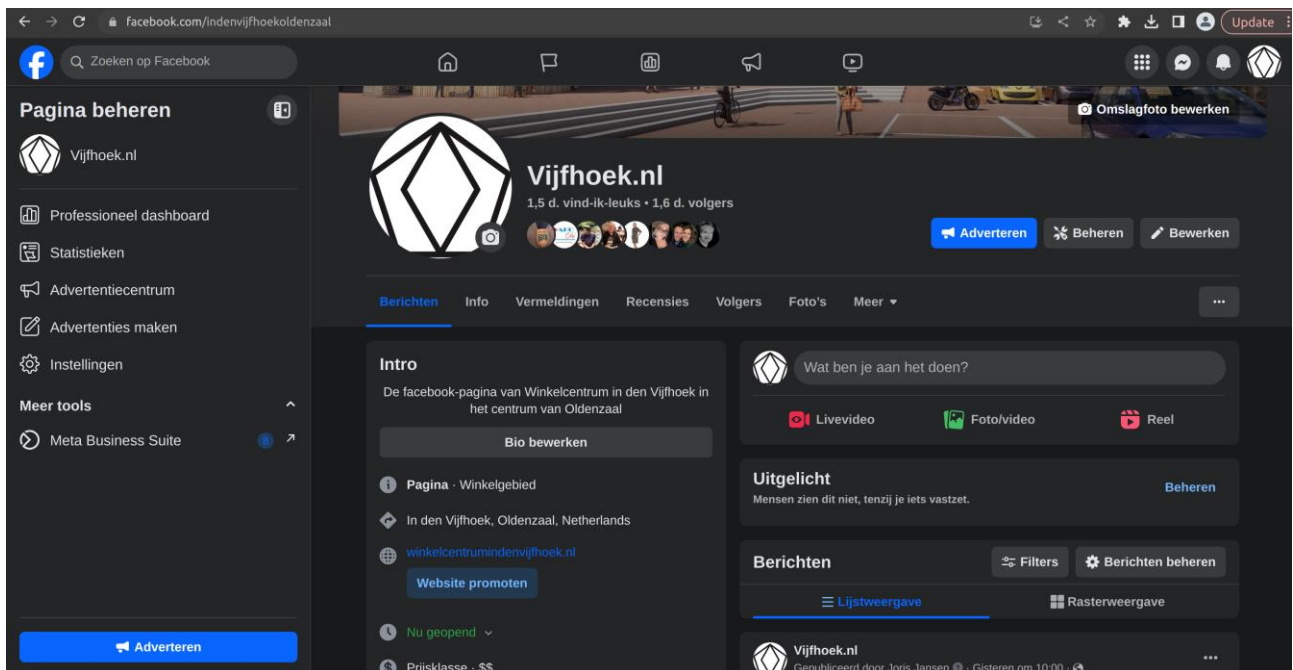 facebook.com/indenvijfhoekoldenzaal
Update
Zoeken op Facebook
Pagina beheren
Vijfhoek.nl
Professioneel dashboard
Statistieken
Advertentiecentrum
Advertenties maken
Instellingen
Meer tools
Meta Business Suite
8
Adverteren
Omslagfoto bewerken
Vijfhoek.nl
1,5 d. vind-ik-leuks • 1,6 d. volgers
Adverteren
Beheren
Bewerken
Berichten
Info
Vermeldingen
Recensies
Volgers
Foto's
Meer
Intro
De facebook-pagina van Winkelcentrum in den Vijfhoek in
het centrum van Oldenzaal
Bio bewerken
Pagina · Winkelgebied
In den Vijfhoek, Oldenzaal, Netherlands
winkelcentrumindenvijfhoek.nl
Website promoten
Nu geopend
Prijsklasse · $$
Wat ben je aan het doen?
Livevideo
Foto/video
Reel
Uitgelicht
Mensen zien dit niet, tenzij je iets vastzet.
Beheren
Berichten
Filters
Berichten beheren
Lijstweergave
Rasterweergave
Vijfhoek.nl
Gepubliceerd door Joris Jansen · Gisteren om 10:00 ·